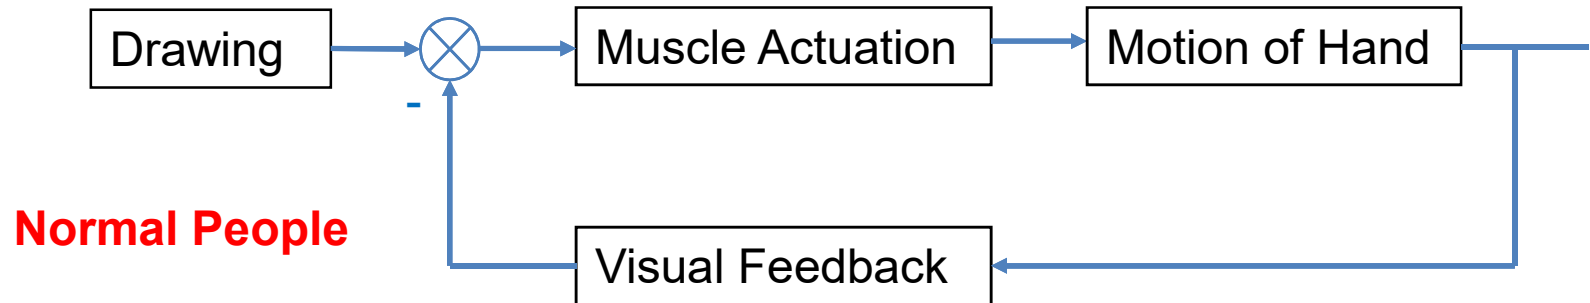 Drawing
Muscle Actuation
Motion of Hand
-
Normal People
Visual Feedback